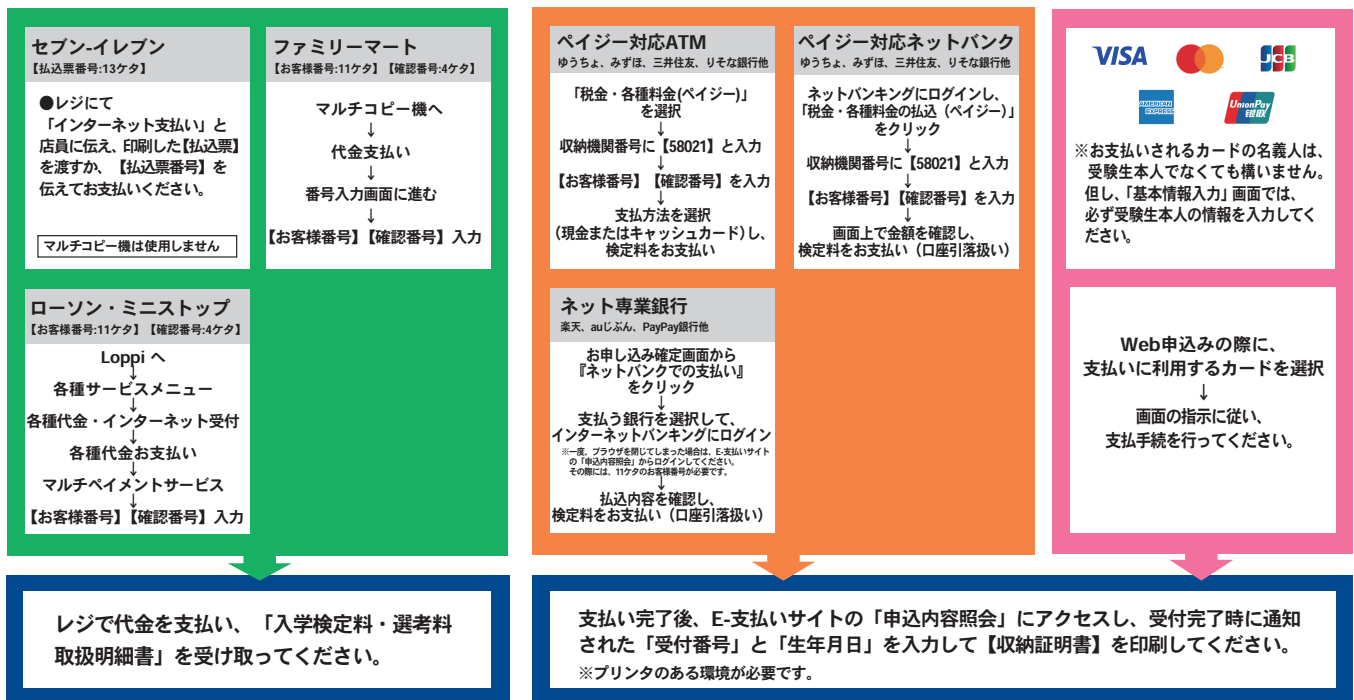 セブン-イレブン
【払込票番号:13ケタ】
●レジにて
「インターネット支払い」と
店員に伝え、印刷した【払込票】
を渡すか、【払込票番号】を
伝えてお支払いください。
マルチコピー機は使用しません
ファミリーマート
【お客様番号:11ケタ】【確認番号:4ケタ】
マルチコピー機へ
↓
代金支払い
↓
番号入力画面に進む
↓
【お客様番号】【確認番号】入力
ローソン・ミニストップ
【お客様番号:11ケタ】【確認番号:4ケタ】
Loppi へ
↓
各種サービスメニュー
↓
各種代金・インターネット受付
↓
各種代金お支払い
↓
マルチペイメントサービス
↓
【お客様番号】【確認番号】入力
ペイジー対応ATM
ゆうちょ、みずほ、三井住友、りそな銀行他
「税金・各種料金(ペイジー)」
を選択
↓
収納機関番号に【58021】と入力
↓
【お客様番号】【確認番号】を入力
↓
支払方法を選択
(現金またはキャッシュカード)し、
検定料をお支払い
ペイジー対応ネットバンク
ゆうちょ、みずほ、三井住友、りそな銀行他
ネットバンキングにログインし、
「税金・各種料金の払込（ペイジー）」
をクリック
↓
収納機関番号に【58021】と入力
↓
【お客様番号】【確認番号】を入力
↓
画面上で金額を確認し、
検定料をお支払い（口座引落扱い）
ネット専業銀行
楽天、auじぶん、PayPay銀行他
お申し込み確定画面から
『ネットバンクでの支払い』
をクリック
↓
支払う銀行を選択して、
インターネットバンキングにログイン
※一度、ブラウザを閉じてしまった場合は、E-支払いサイト
の「申込内容照会」からログインしてください。
その際には、11ケタのお客様番号が必要です。
↓
払込内容を確認し、
検定料をお支払い（口座引落扱い）
VISA
JCB
AMERICAN
EXPRESS
UnionPay
银联
※お支払いされるカードの名義人は、
受験生本人でなくても構いません。
但し、「基本情報入力」画面では、
必ず受験生本人の情報を入力してく
ださい。
Web申込みの際に、
支払いに利用するカードを選択
↓
画面の指示に従い、
支払手続を行ってください。
レジで代金を支払い、「入学検定料・選考料
取扱明細書」を受け取ってください。
支払い完了後、E-支払いサイトの「申込内容照会」にアクセスし、受付完了時に通知
された「受付番号」と「生年月日」を入力して【収納証明書】を印刷してください。
※プリンタのある環境が必要です。